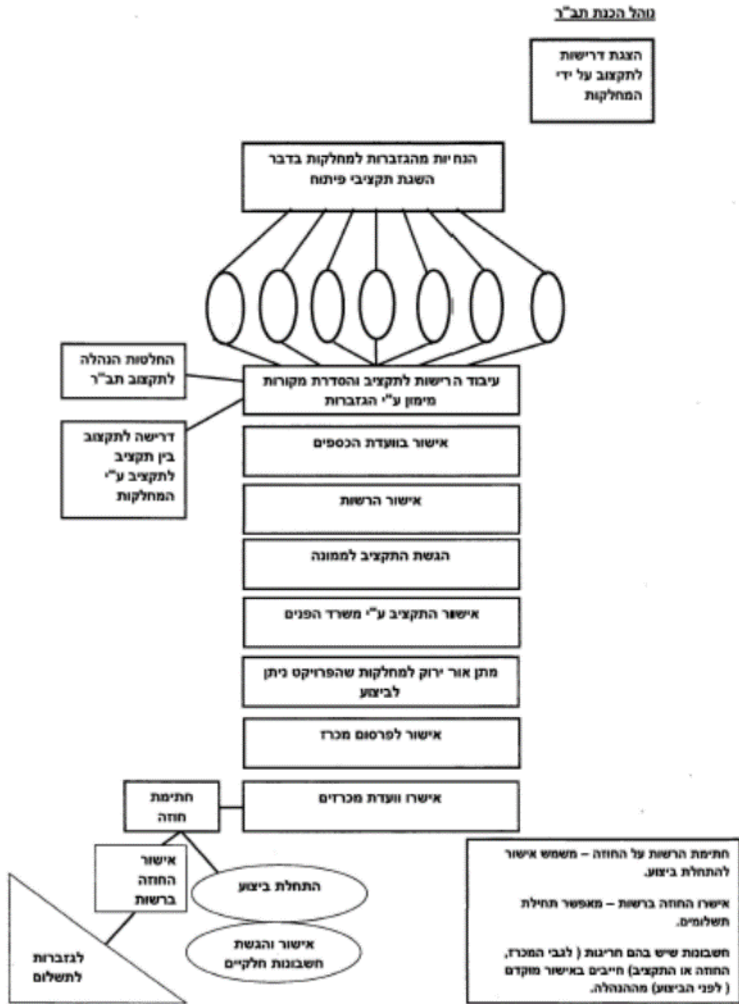 נוהל הכנת תב"ר
הצגת דרישות
לתקצוב על ידי
המחלקות
הנחיות מהגזברות למחלקות בדבר
השגת תקציבי פיתוח
החלטות הנהלה
לתקצוב תב"ר
עיבוד הרישות לתקציב והסדרת מקורות
מימון ע"י הגזברות
דרישה לתקצוב
בין תקציב
לתקציב ע"י
המחלקות
אישור בוועדת הכספים
אישור הרשות
הגשת התקציב לממונה
אישור התקציב ע"י משרד הפנים
מתן אור ירוק למחלקות שהפרויקט ניתן
לביצוע
אישור לפרסום מכרז
אישרו וועדת מכרזים
חתימת
חוזה
אישור
החוזה
ברשות
התחלת ביצוע
אישור והגשת
חשבונות חלקיים
לגזברות
לתשלום
חתימת הרשות על החוזה – משמש אישור
להתחלת ביצוע.
אישרו החוזה ברשות – מאפשר תחילת
תשלומים.
חשבונות שיש בהם חריגות ( לגבי המכרז,
החוזה או התקציב) חייבים באישור מוקדם
( לפני הביצוע) מההנהלה.